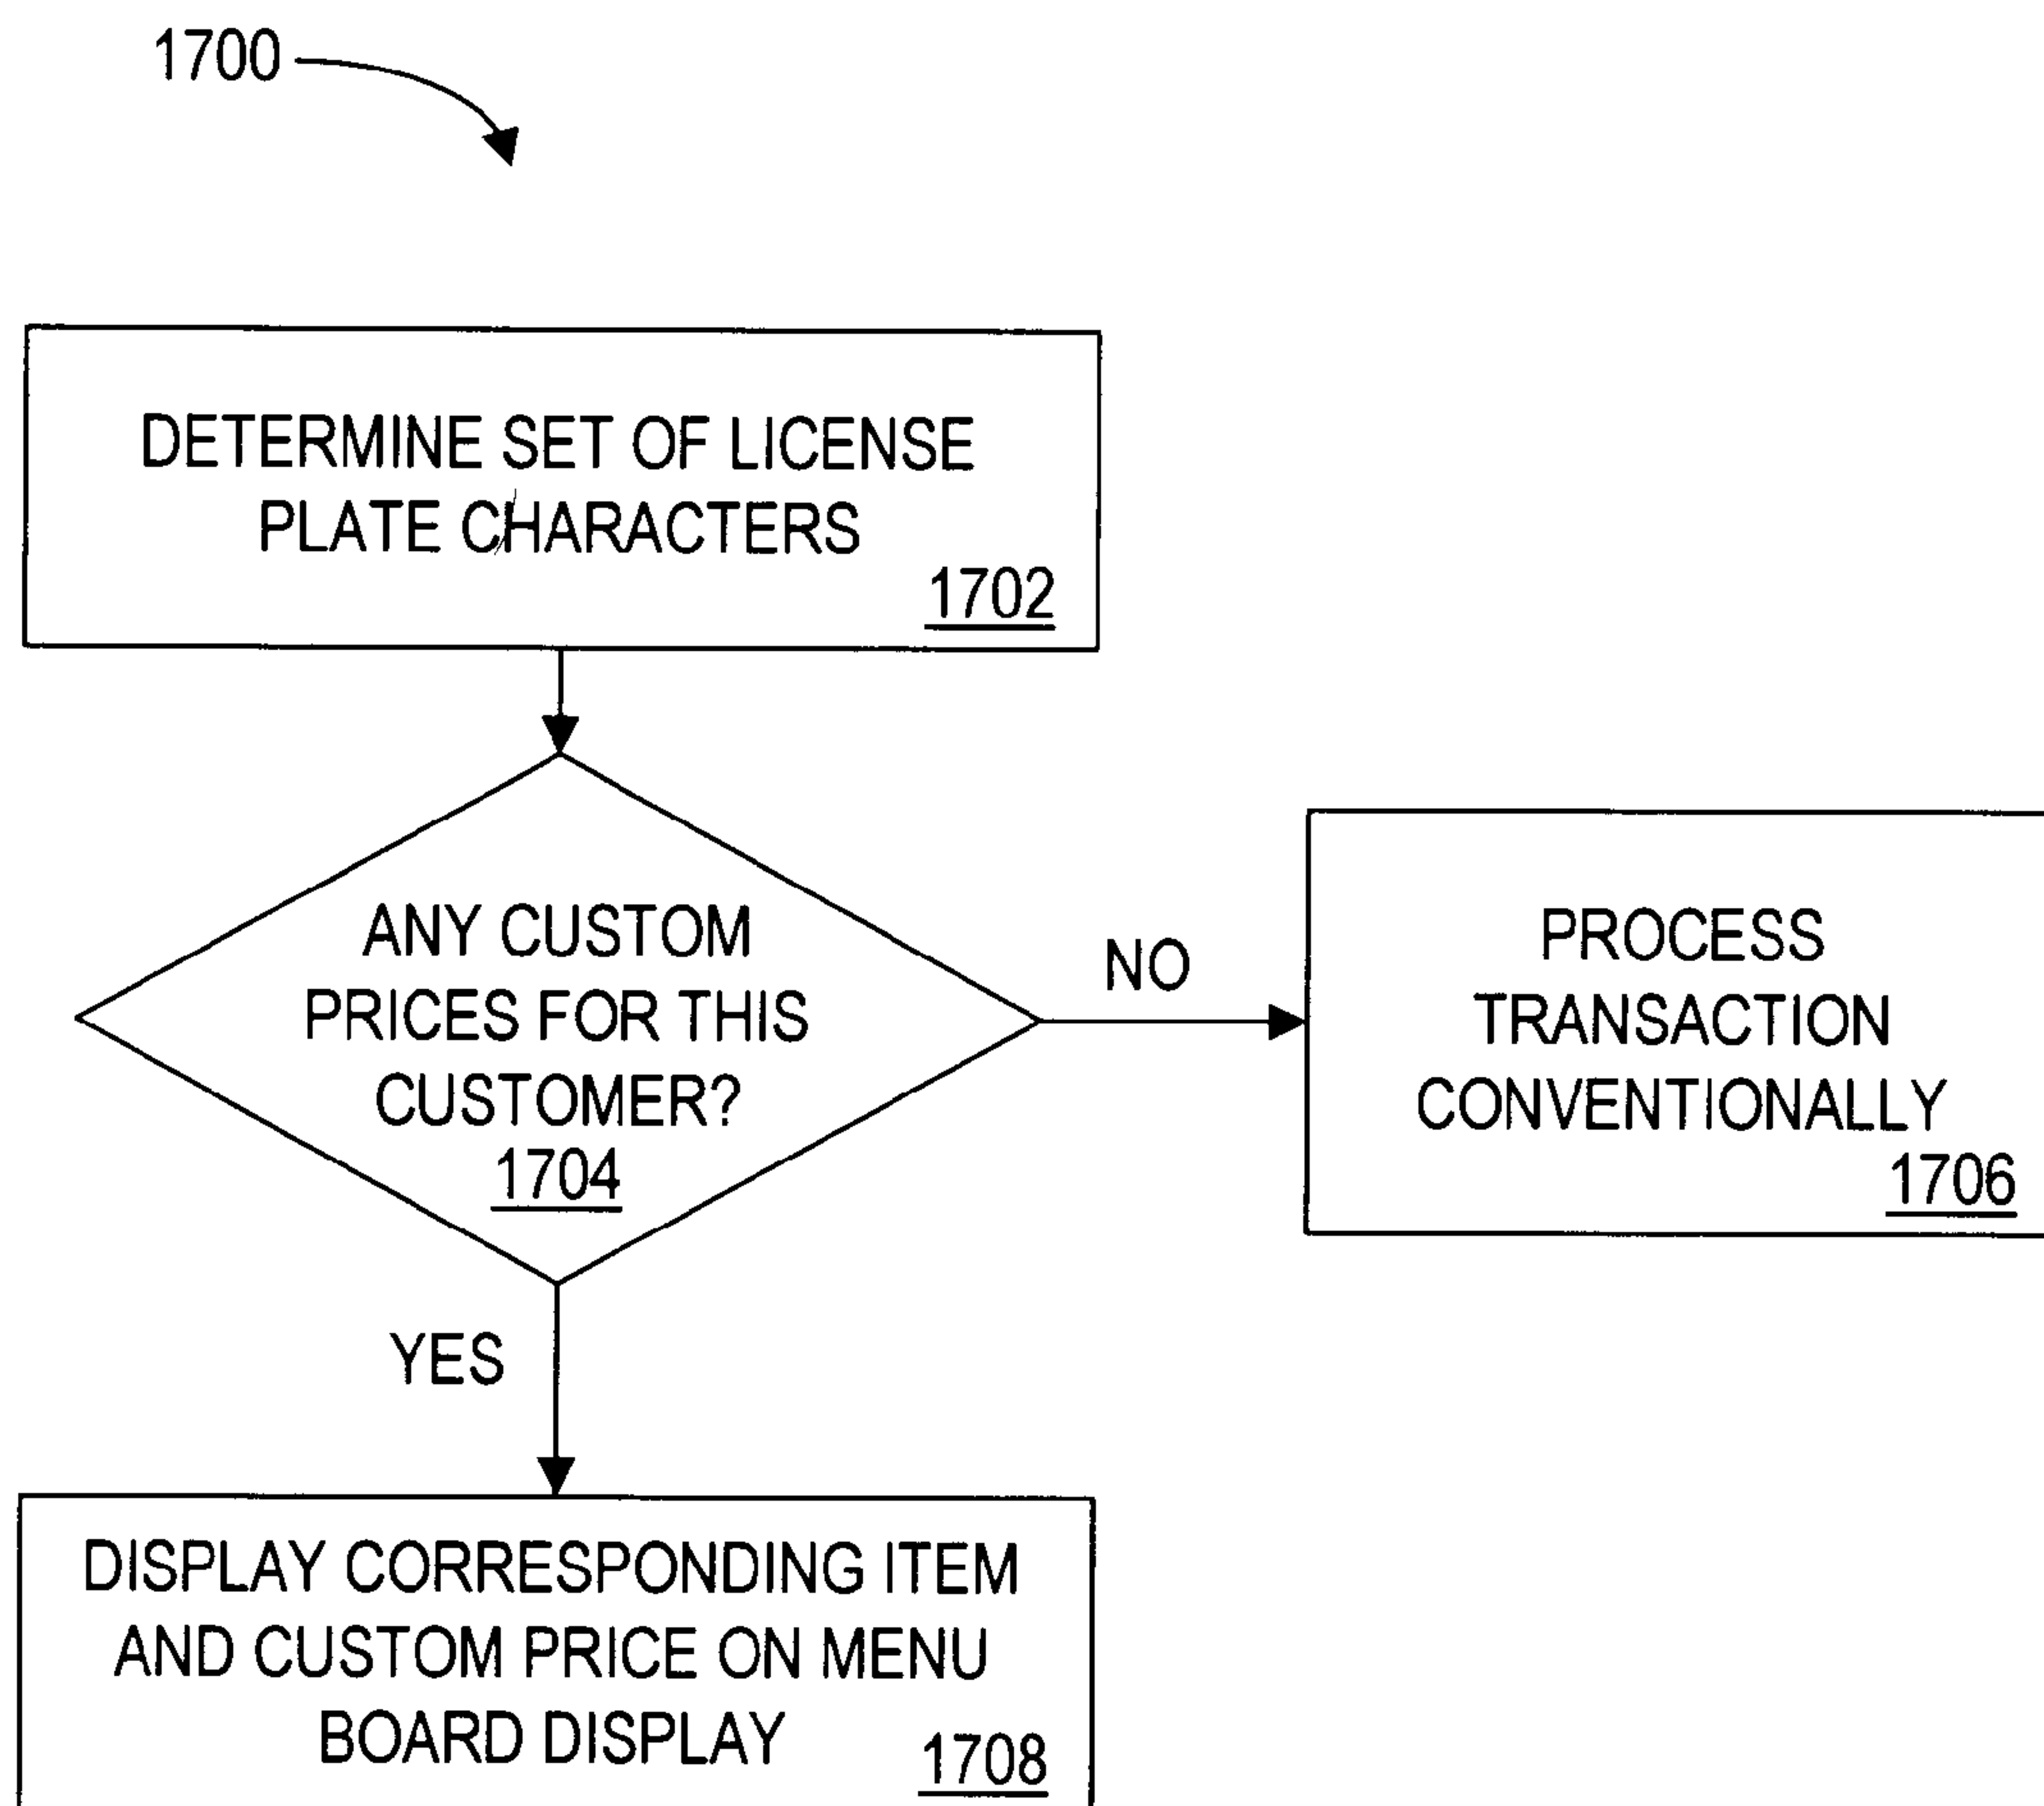 1700
DETERMINE SET OF LICENSE
PLATE CHARACTERS
1702
ANY CUSTOM
PRICES FOR THIS
CUSTOMER?
1704
NO
PROCESS
TRANSACTION
CONVENTIONALLY
1706
YES
DISPLAY CORRESPONDING ITEM
AND CUSTOM PRICE ON MENU
BOARD DISPLAY
1708